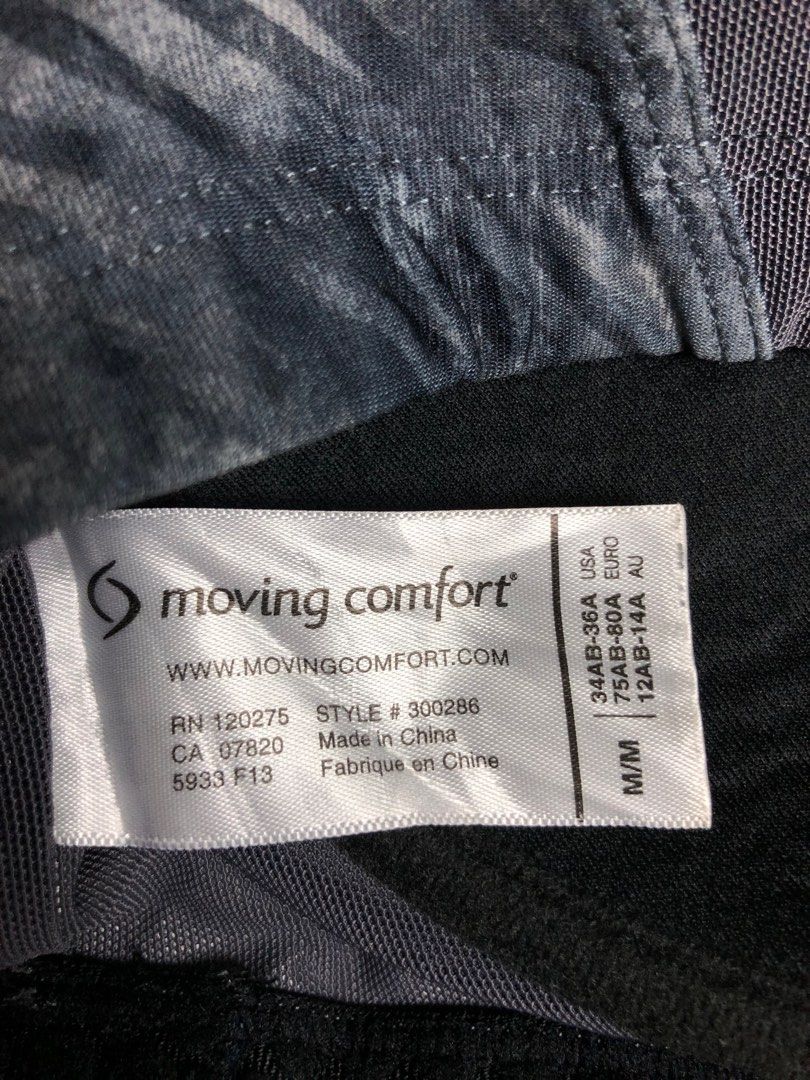 moving comfort®
WWW.MOVINGCOMFORT.COM
RN 120275 STYLE # 300286
CA 07820 Made in China
5933 F13 Fabrique en Chine
M/M
34AB-36A USA
75AB-80A EURO
12AB-14A AU